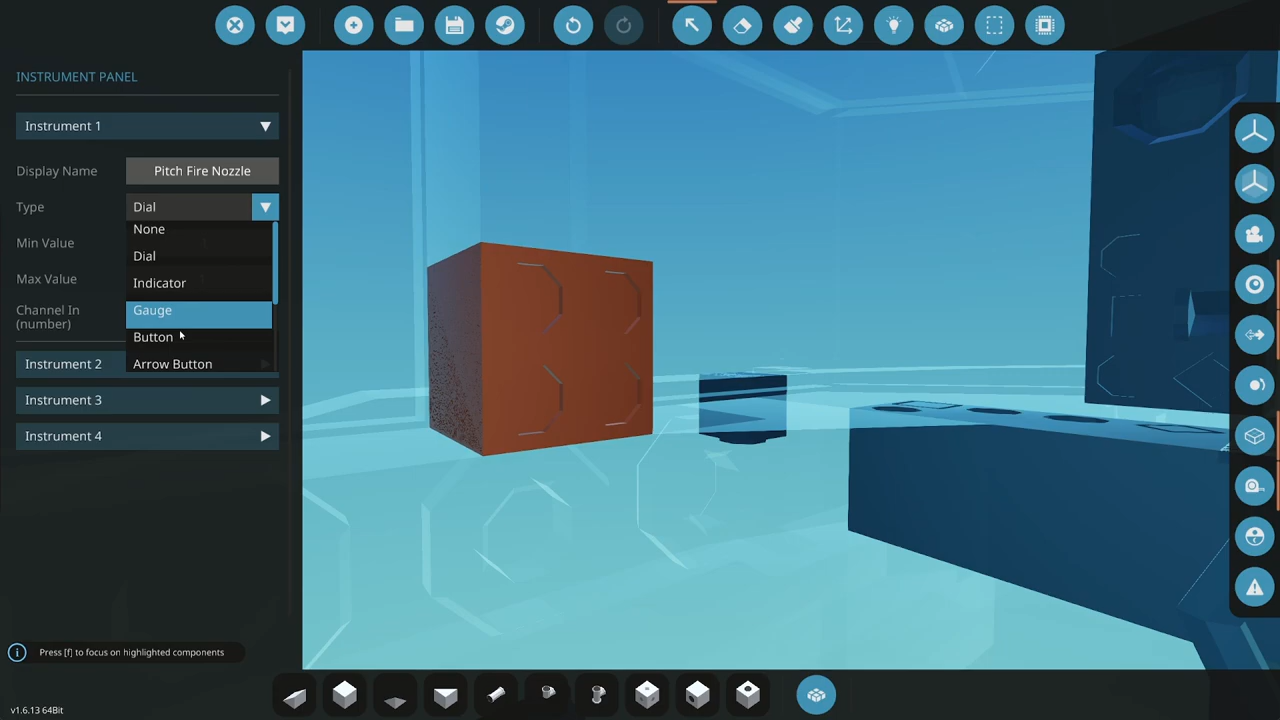 INSTRUMENT PANEL
Instrument 1
Display Name
Pitch Fire Nozzle
Type
Dial
Min Value
Max Value
Channel In
(number)
None
Dial
Indicator
Gauge
Button
Arrow Button
Instrument 2
Instrument 3
Instrument 4
Press [f] to focus on highlighted components
v1.6.13 64Bit